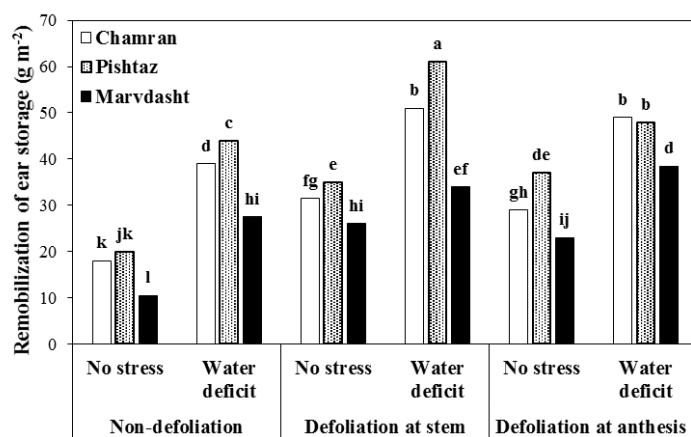 Remobilization of ear storage (g m⁻²)
70
60
50
40
30
20
10
0
Chamran
Pishtaz
Marvdasht
k
jk
l
d
c
hi
fg
e
hi
b
a
ef
gh
de
ij
b
b
d
No stress
Water
deficit
No stress
Water
deficit
No stress
Water
deficit
Non-defoliation
Defoliation at stem
Defoliation at anthesis